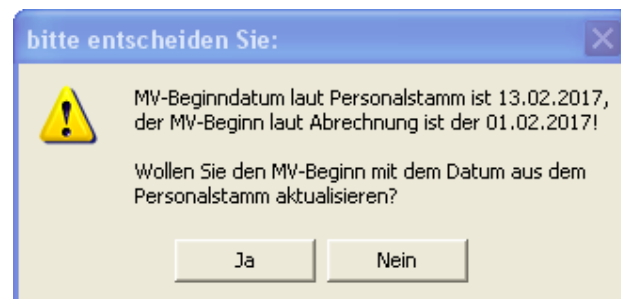 bitte entscheiden Sie:
MV-Beginndatum laut Personalstamm ist 13.02.2017,
der MV-Beginn laut Abrechnung ist der 01.02.2017!
Wollen Sie den MV-Beginn mit dem Datum aus dem
Personalstamm aktualisieren?
Ja
Nein